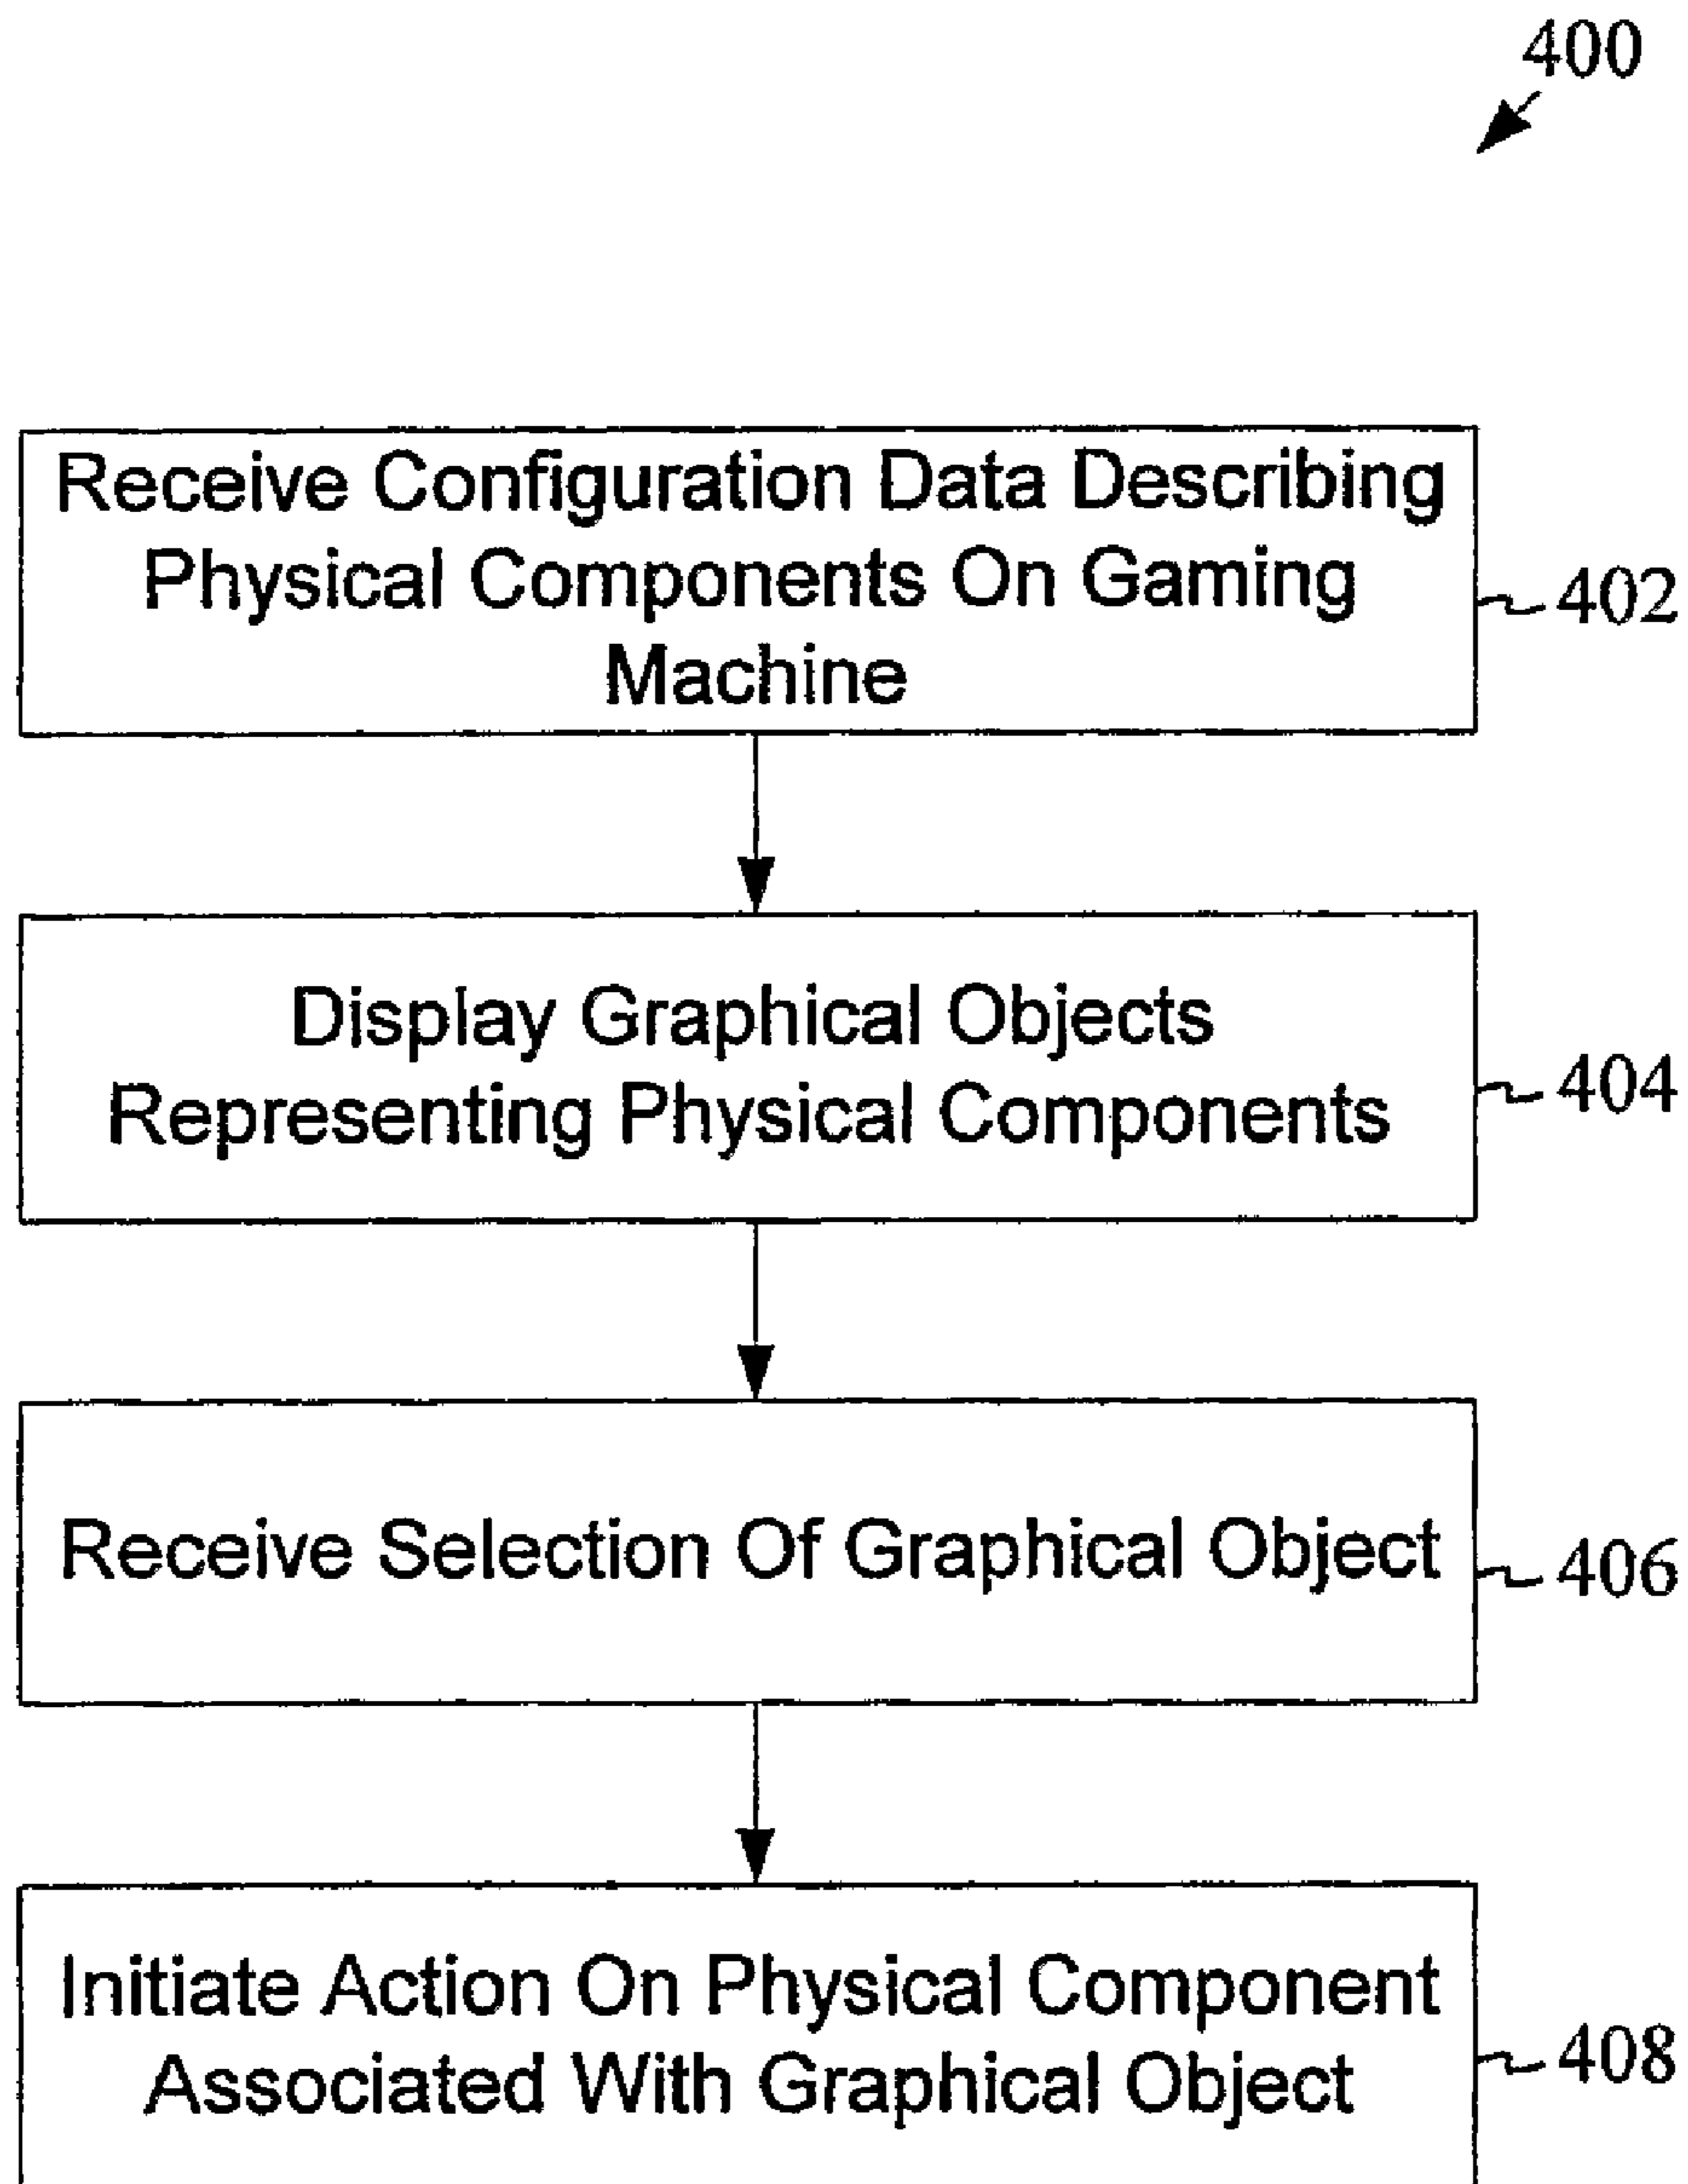 400
Receive Configuration Data Describing
Physical Components On Gaming
Machine
402
Display Graphical Objects
Representing Physical Components
404
Receive Selection Of Graphical Object
406
Initiate Action On Physical Component
Associated With Graphical Object
408